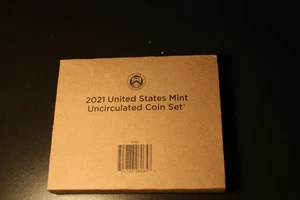 2021 United States Mint
Uncirculated Coin Set®